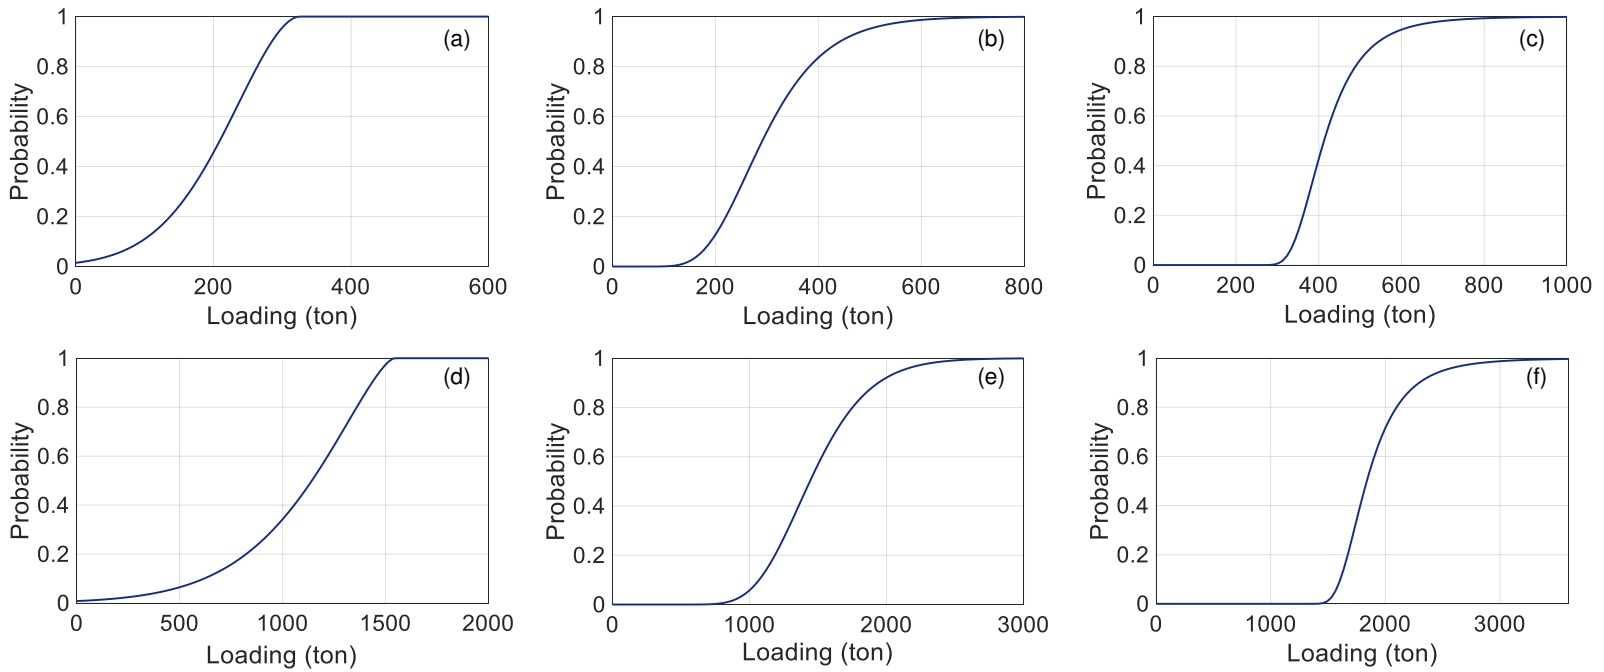 1
0.8
0.6
0.4
0.2
0
Probability
(a)
0 200 400 600
Loading (ton)
1
0.8
0.6
0.4
0.2
0
Probability
(b)
0 200 400 600 800
Loading (ton)
1
0.8
0.6
0.4
0.2
0
Probability
(c)
0 200 400 600 800 1000
Loading (ton)
1
0.8
0.6
0.4
0.2
0
Probability
(d)
0 500 1000 1500 2000
Loading (ton)
1
0.8
0.6
0.4
0.2
0
Probability
(e)
0 1000 2000 3000
Loading (ton)
1
0.8
0.6
0.4
0.2
0
Probability
(f)
0 1000 2000 3000
Loading (ton)